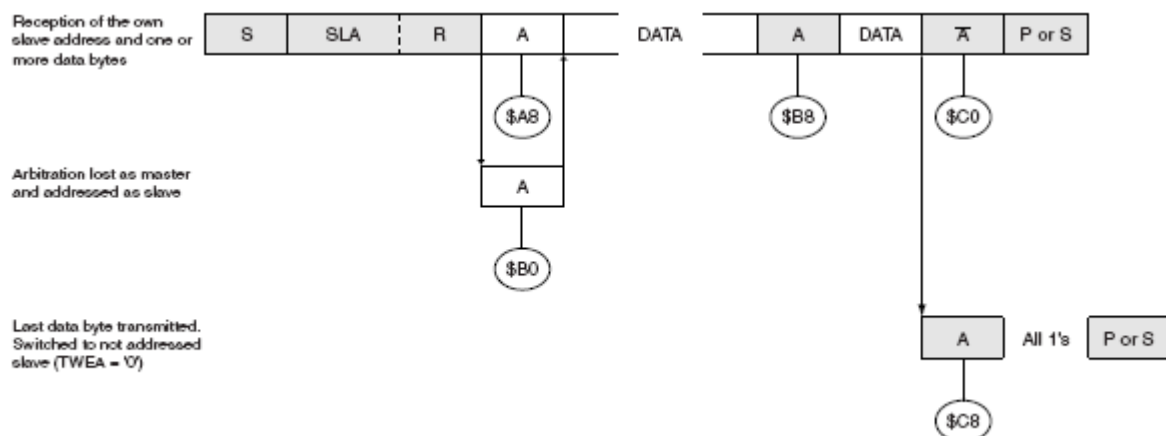 Reception of the own
slave address and one or
more data bytes
S SLA R A DATA A DATA A̅ P or S
$A8 $B8 $C0
Arbitration lost as master
and addressed as slave
A
$B0
Last data byte transmitted.
Switched to not addressed
slave (TWEA = '0')
A All 1's P or S
$C8